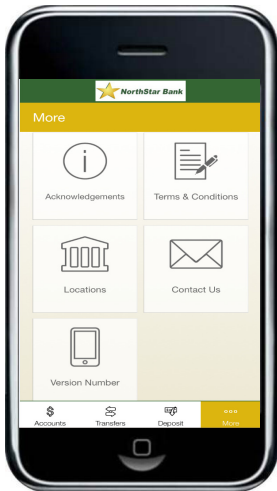 NorthStar Bank
More
Acknowledgements
Terms & Conditions
Locations
Contact Us
Version Number
Accounts
Transfers
Deposit
More